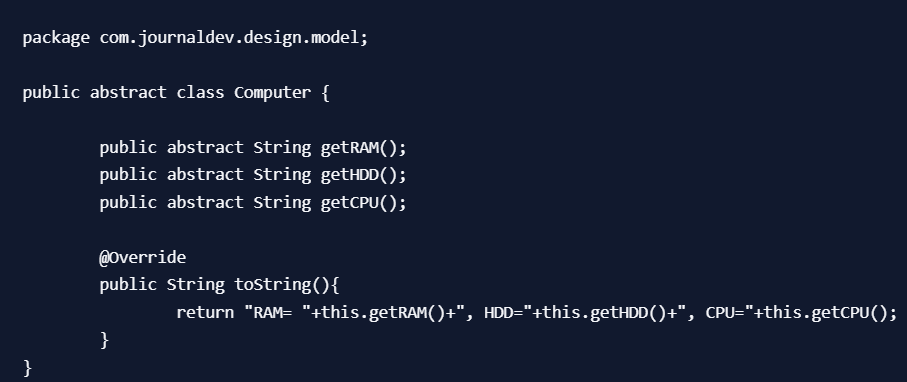 package com.journaldev.design.model;
public abstract class Computer {
public abstract String getRAM();
public abstract String getHDD();
public abstract String getCPU();
@Override
public String toString(){
return "RAM= "+this.getRAM()+", HDD="+this.getHDD()+", CPU="+this.getCPU();
}
}